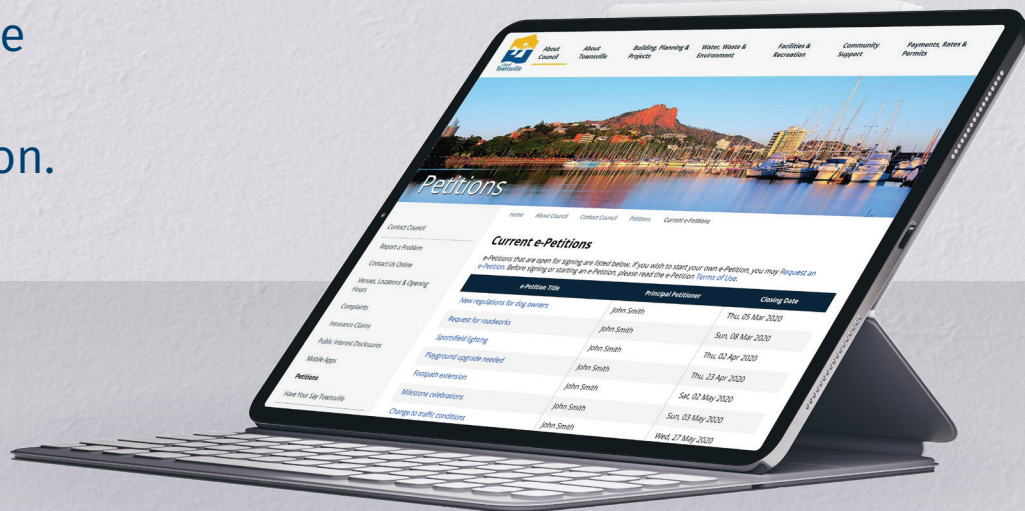 e
on.
City of
Townsville
About
Council
About
Townsville
Building, Planning &
Projects
Water, Waste &
Environment
Facilities &
Recreation
Community
Support
Payments, Rates &
Permits
Petitions
Home About Council Contact Council Petitions Current e-Petitions
Contact Council
Report a Problem
Contact Us Online
Venues, Locations & Opening
Hours
Complaints
Insurance Claims
Public Interest Disclosures
Mobile Apps
Petitions
Have Your Say Townsville
Current e-Petitions
e-Petitions that are open for signing are listed below. If you wish to start your own e-Petition, you may Request an
e-Petition. Before signing or starting an e-Petition, please read the e-Petition Terms of Use.
e-Petition Title Principal Petitioner Closing Date
New regulations for dog owners John Smith Thu, 05 Mar 2020
Request for roadworks John Smith Sun, 08 Mar 2020
Sportsfield lighting John Smith Thu, 02 Apr 2020
Playground upgrade needed John Smith Thu, 23 Apr 2020
Footpath extension John Smith Sat, 02 May 2020
Milestone celebrations John Smith Sun, 03 May 2020
Change to traffic conditions John Smith Wed, 27 May 2020